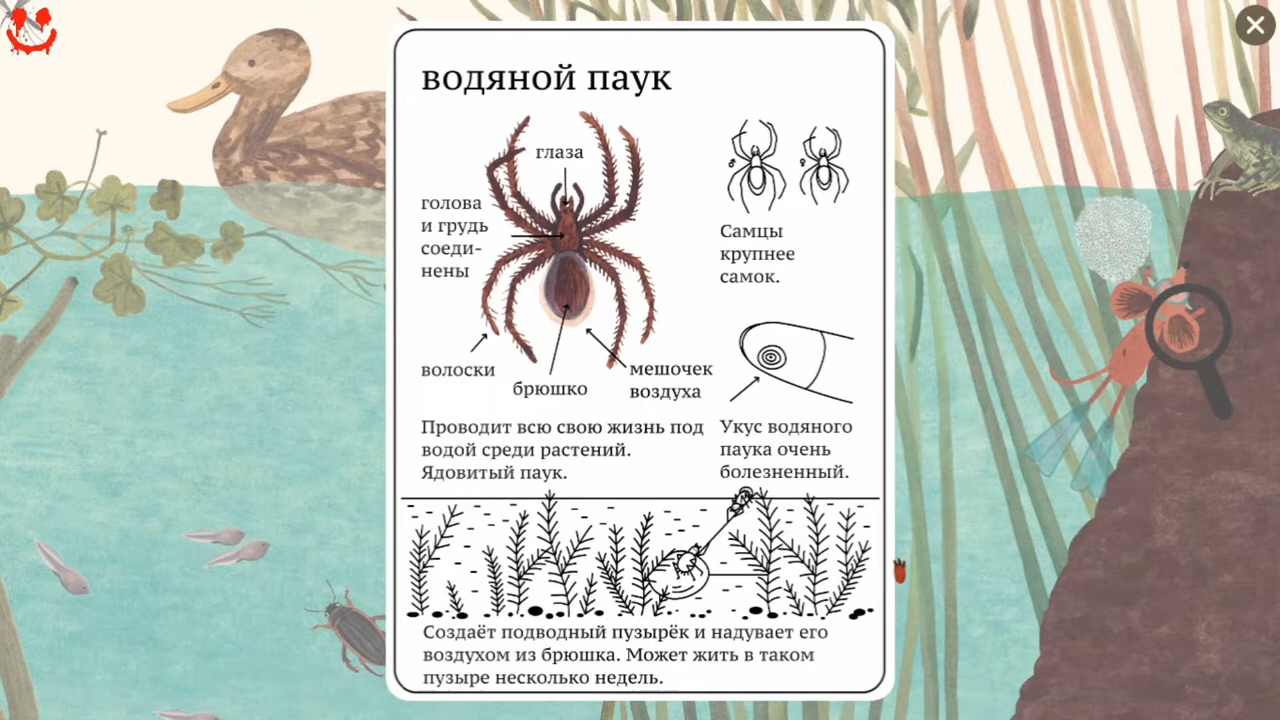 водяной паук
глаза
голова
и грудь
соеди-
нены
волоски
брюшко
мешочек
воздуха
Самцы
крупнее
самок.
Проводит всю свою жизнь под
водой среди растений.
Ядовитый паук.
Укус водяного
паука очень
болезненный.
Создаёт подводный пузырёк и надувает его
воздухом из брюшка. Может жить в таком
пузыре несколько недель.